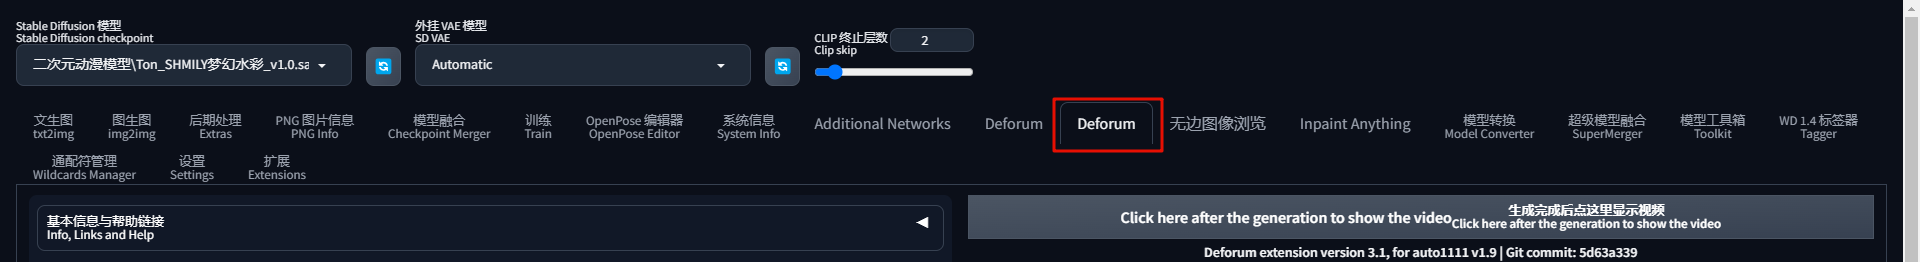 Stable Diffusion 模型
Stable Diffusion checkpoint
二次元动漫模型\Ton_SHMILY梦幻水彩_v1.0.sa
外挂 VAE 模型
SD VAE
Automatic
CLIP 终止层数
Clip skip
2
文生图
txt2img
图生图
img2img
后期处理
Extras
PNG 图片信息
PNG Info
模型融合
Checkpoint Merger
训练
Train
OpenPose 编辑器
OpenPose Editor
系统信息
System Info
Additional Networks
Deforum
Deforum
无边图像浏览
Inpaint Anything
模型转换
Model Converter
超级模型融合
SuperMerger
模型工具箱
Toolkit
WD 1.4 标签器
Tagger
通配符管理
Wildcards Manager
设置
Settings
扩展
Extensions
基本信息与帮助链接
Info, Links and Help
Click here after the generation to show the video
生成完成后点这里显示视频
Click here after the generation to show the video
Deforum extension version 3.1, for auto1111 v1.9 | Git commit: 5d63a339